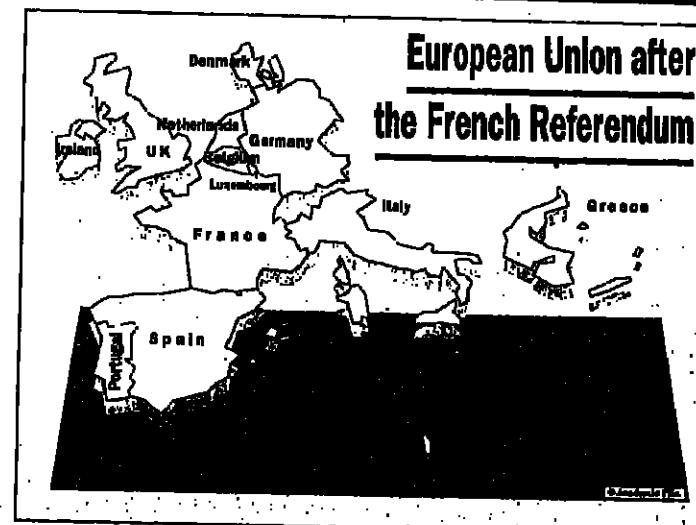 European Union after
the French Referendum
Denmark
Netherlands
Ireland
UK
Germany
Belgium
Luxembourg
Italy
Greece
France
Spain
Portugal